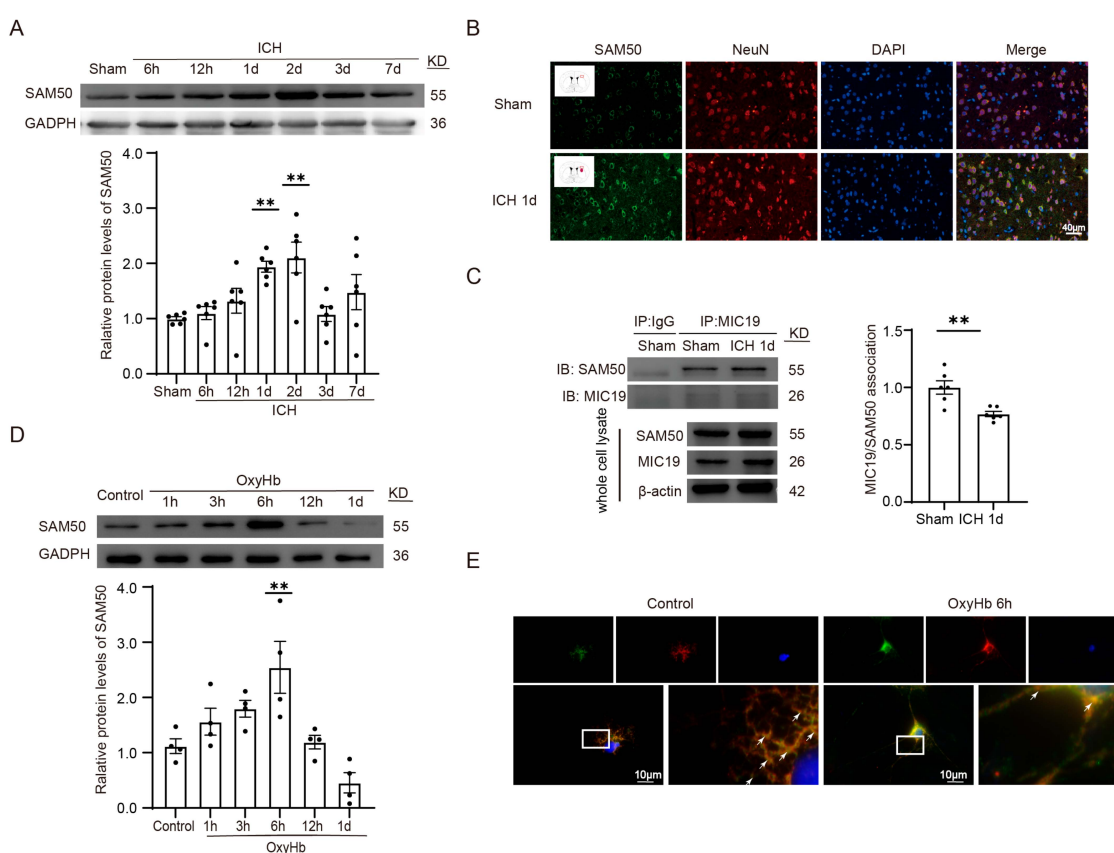 A
ICH
Sham 6h 12h 1d 2d 3d 7d KD
SAM50 55
GADPH 36
Ralative protein levels of SAM50
4.0
3.0
2.0
1.0
0.0
**
**
Sham 6h 12h 1d 2d 3d 7d
ICH
B
SAM50 NeuN DAPI Merge
Sham
ICH 1d
40μm
C
IP:IgG IP:MIC19 KD
Sham Sham ICH 1d
IB: SAM50 55
IB: MIC19 26
whole cell lysate
SAM50 55
MIC19 26
β-actin 42
MIC19/SAM50 association
1.5
1.0
0.5
0.0
**
Sham ICH 1d
D
OxyHb
Control 1h 3h 6h 12h 1d KD
SAM50 55
GADPH 36
Ralative protein levels of SAM50
4.0
3.0
2.0
1.0
0.0
**
Control 1h 3h 6h 12h 1d
OxyHb
E
Control OxyHb 6h
10μm 10μm